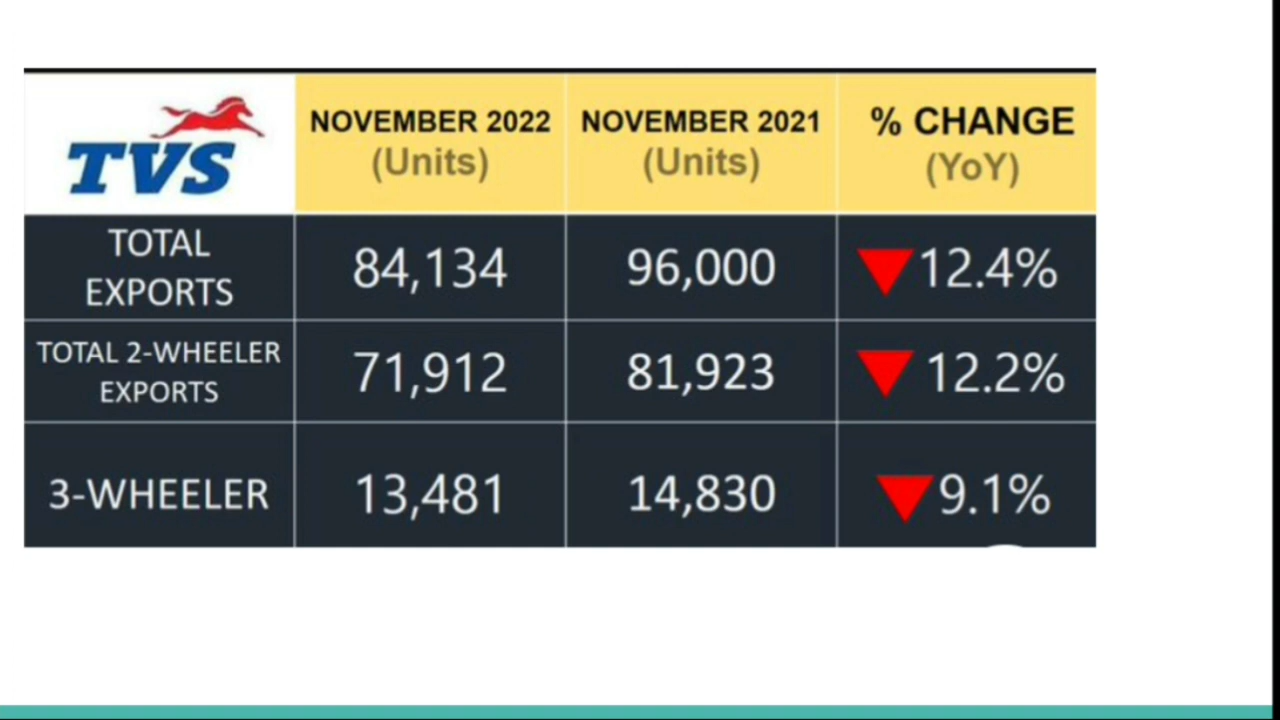 TVS
NOVEMBER 2022
(Units)
NOVEMBER 2021
(Units)
% CHANGE
(YoY)
TOTAL
EXPORTS
84,134
96,000
12.4%
TOTAL 2-WHEELER
EXPORTS
71,912
81,923
12.2%
3-WHEELER
13,481
14,830
9.1%